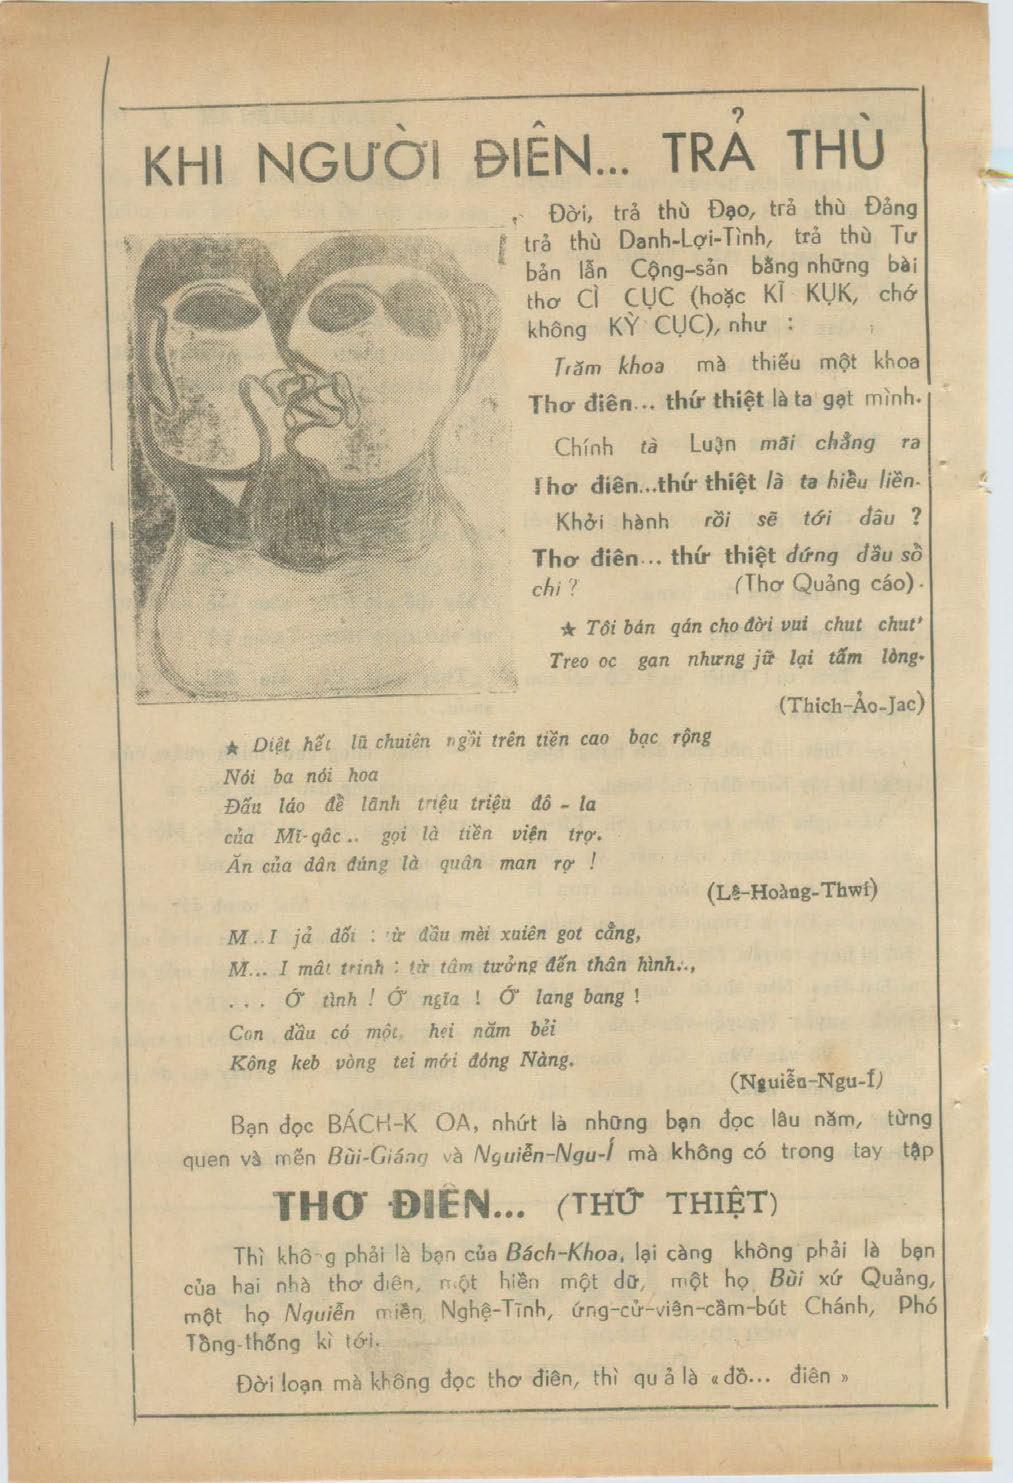 KHI NGƯỜI ĐIÊN... TRẢ THÙ
Đời, trả thù Đạo, trả thù Đảng
trả thù Danh-Lợi-Tình, trả thù Tư
bản lẫn Cộng-sản bằng những bài
thơ CÌ CỤC (hoặc KĨ KỤK, chớ
không KỲ CỤC), như :
Trăm khoa mà thiếu một khoa
Thơ điên... thứ thiệt là ta gạt mình.
Chính tà Luận mãi chẳng ra
Thơ điên...thứ thiệt là ta hiểu liền.
Khởi hành rồi sẽ tới đâu ?
Thơ điên... thứ thiệt đứng đầu sổ
chi ? (Thơ Quảng cáo).
★ Tôi bán qán cho đời vui chut chut'
Treo oc gan nhưng jữ lại tấm lòng.
(Thich-Ảo-Jac)
★ Diệt hết lũ chuiên ngồi trên tiền cao bạc rộng
Nói ba nói hoa
Đấu láo để lãnh triệu triệu đô - la
của Mĩ-qâc .. gọi là tiền viện trợ.
Ăn của dân đúng là quân man rợ !
(Lê-Hoàng-Thwí)
M..I jả dối : từ đầu mèi xuiên got cẳng,
M... I mât trinh : từ tâm tưởng đến thân hình..,
. . . Ớ tình ! Ớ ngĩa ! Ớ lang bang !
Con dầu có một, hei năm bẻi
Kông keb vòng tei mới đóng Nàng.
(Nguiễn-Ngu-Í)
Bạn đọc BÁCH-K OA, nhứt là những bạn đọc lâu năm, từng
quen và mến Bùi-Giáng và Nguiễn-Ngu-Í mà không có trong tay tập
THƠ ĐIÊN... (THỨ THIỆT)
Thì không phải là bạn của Bách-Khoa, lại càng không phải là bạn
của hai nhà thơ điên, một hiền một dữ, một họ Bùi xứ Quảng,
một họ Nguiễn miền Nghệ-Tĩnh, ứng-cử-viên-cầm-bút Chánh, Phó
Tổng-thống kì tới.
Đời loạn mà không đọc thơ điên, thì quả là «đồ... điên »